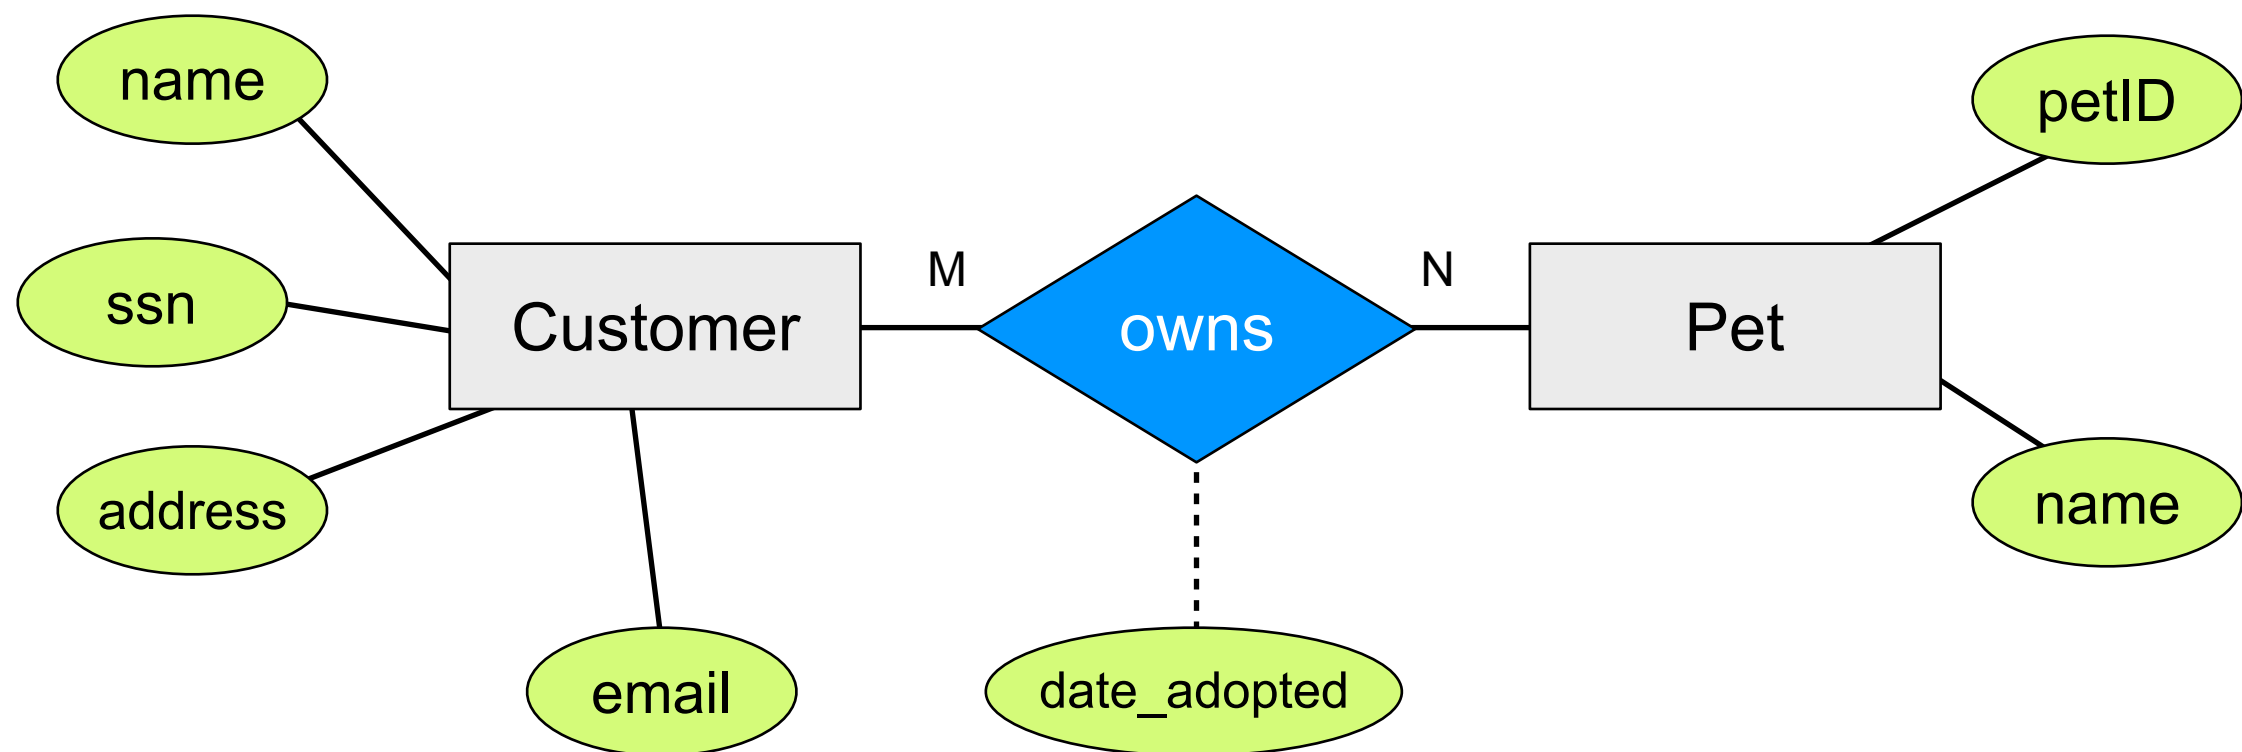 name
petID
M
N
ssn
Customer
owns
Pet
address
name
email
date_adopted